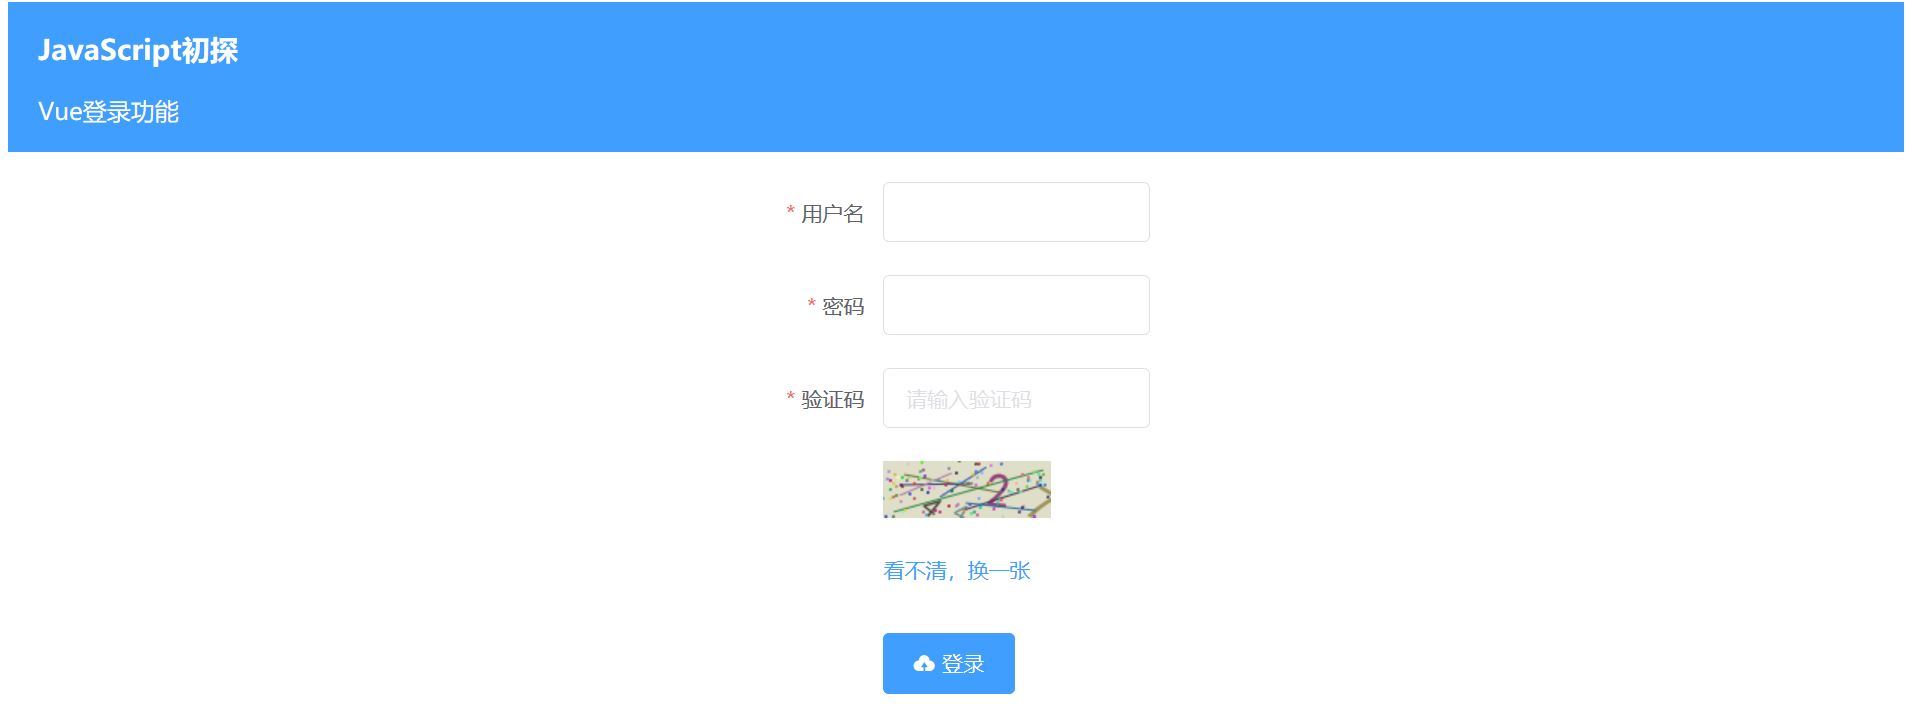 JavaScript初探
Vue登录功能
* 用户名
* 密码
* 验证码
请输入验证码
看不清，换一张
登录